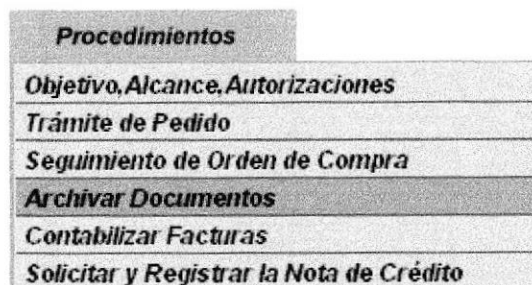 Procedimientos
Objetivo,Alcance,Autorizaciones
Trámite de Pedido
Seguimiento de Orden de Compra
Archivar Documentos
Contabilizar Facturas
Solicitar y Registrar la Nota de Crédito